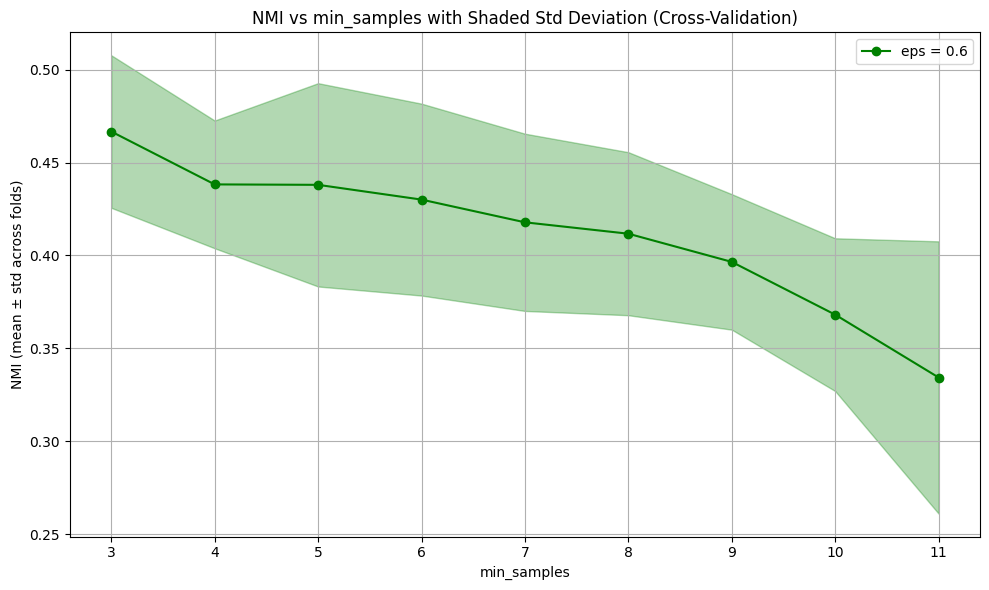 NMI vs min_samples with Shaded Std Deviation (Cross-Validation)
eps = 0.6
NMI (mean ± std across folds)
0.50
0.45
0.40
0.35
0.30
0.25
3 4 5 6 7 8 9 10 11
min_samples